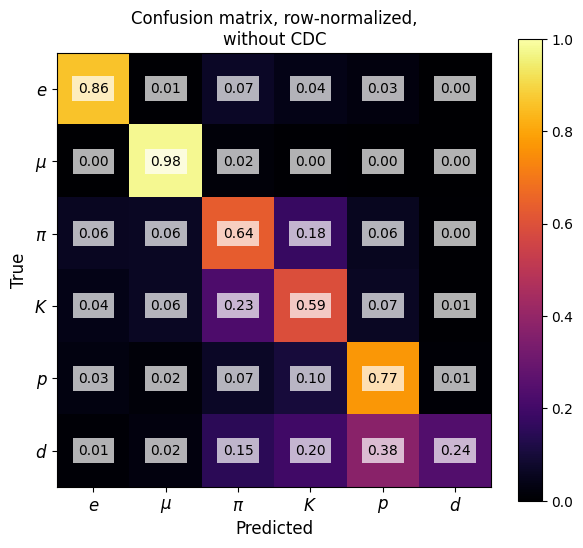 Confusion matrix, row-normalized,
without CDC
True
e 0.86 0.01 0.07 0.04 0.03 0.00
μ 0.00 0.98 0.02 0.00 0.00 0.00
π 0.06 0.06 0.64 0.18 0.06 0.00
K 0.04 0.06 0.23 0.59 0.07 0.01
p 0.03 0.02 0.07 0.10 0.77 0.01
d 0.01 0.02 0.15 0.20 0.38 0.24
e μ π K p d
Predicted
1.0
0.8
0.6
0.4
0.2
0.0